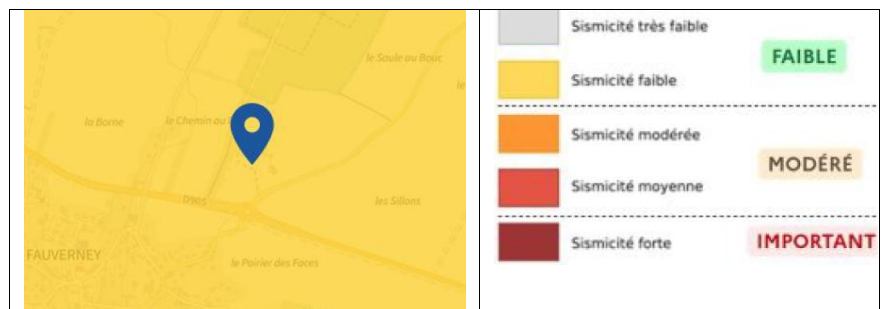 le Saule au Bouc
le
la Borne
le Chemin au
D905
les Sillons
FAUVERNEY
le Poirier des Faces
Sismicité très faible
FAIBLE
Sismicité faible
Sismicité modérée
MODÉRÉ
Sismicité moyenne
Sismicité forte
IMPORTANT